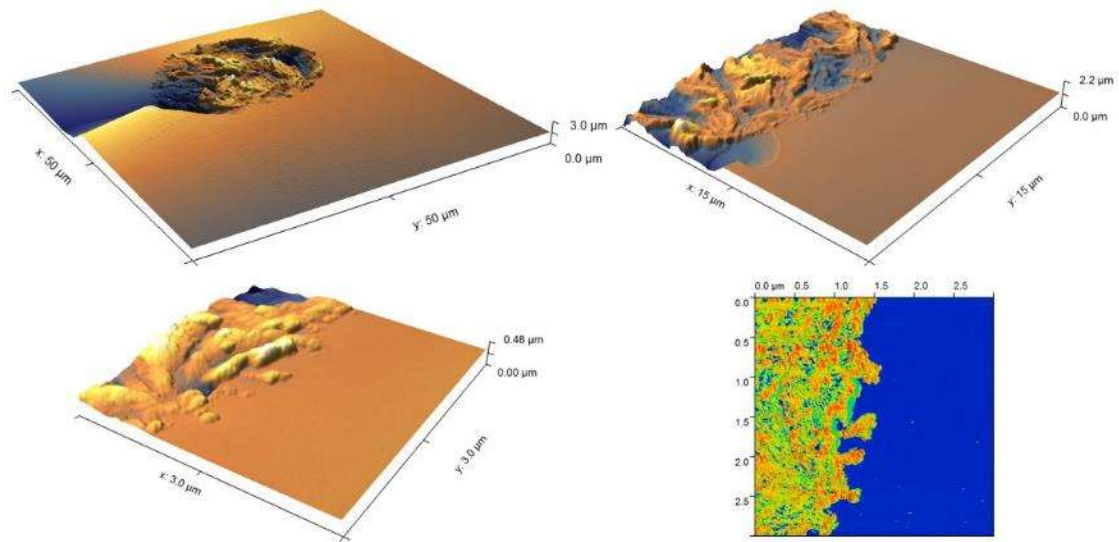 3.0 µm
0.0 µm
x: 50 µm
y: 50 µm
2.2 µm
0.0 µm
x: 15 µm
y: 15 µm
0.48 µm
0.00 µm
x: 3.0 µm
y: 3.0 µm
0.0 µm 0.5 1.0 1.5 2.0 2.5
0.0
0.5
1.0
1.5
2.0
2.5